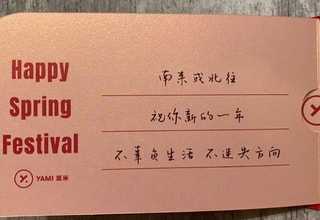 Happy
Spring
Festival
YAMI 亚米
南来或北往
祝你新的一年
不辜负生活 不迷失方向